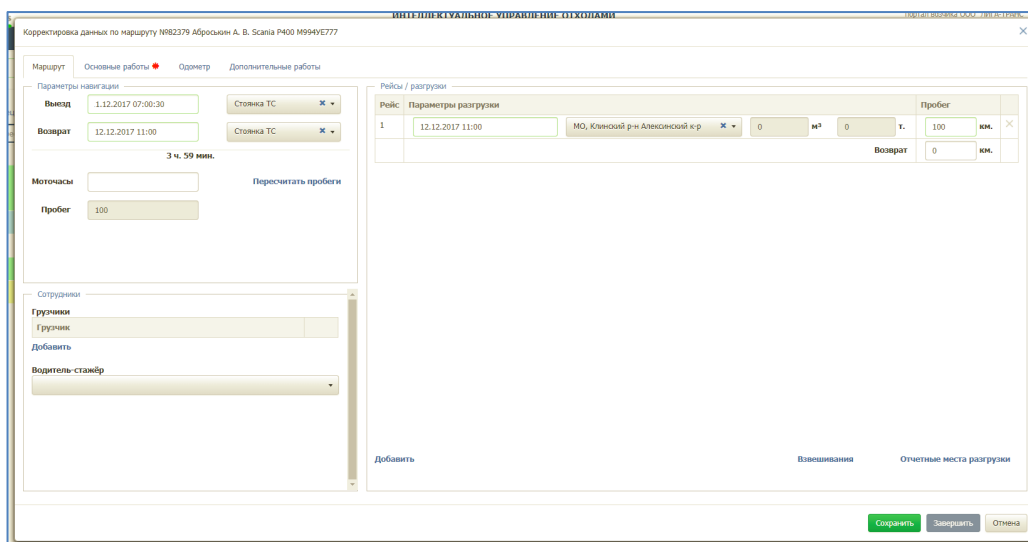 ИНТЕЛЛЕКТУАЛЬНОЕ УПРАВЛЕНИЕ ОТХОДАМИ
Корректировка данных по маршруту №82379 Аброськин А. В. Scania P400 М994УЕ777
Маршрут Основные работы Одометр Дополнительные работы
Параметры навигации
Выезд 1.12.2017 07:00:30 Стоянка ТС
Возврат 12.12.2017 11:00 Стоянка ТС
3 ч. 59 мин.
Моточасы Пересчитать пробеги
Пробег 100
Рейсы / разгрузки
Рейс Параметры разгрузки Пробег
1 12.12.2017 11:00 МО, Клинский р-н Алексинский к-р 0 м³ 0 т. 100 км.
Возврат 0 км.
Сотрудники
Грузчики
Грузчик
Добавить
Водитель-стажёр
Добавить Взвешивания Отчетные места разгрузки
Сохранить Завершить Отмена